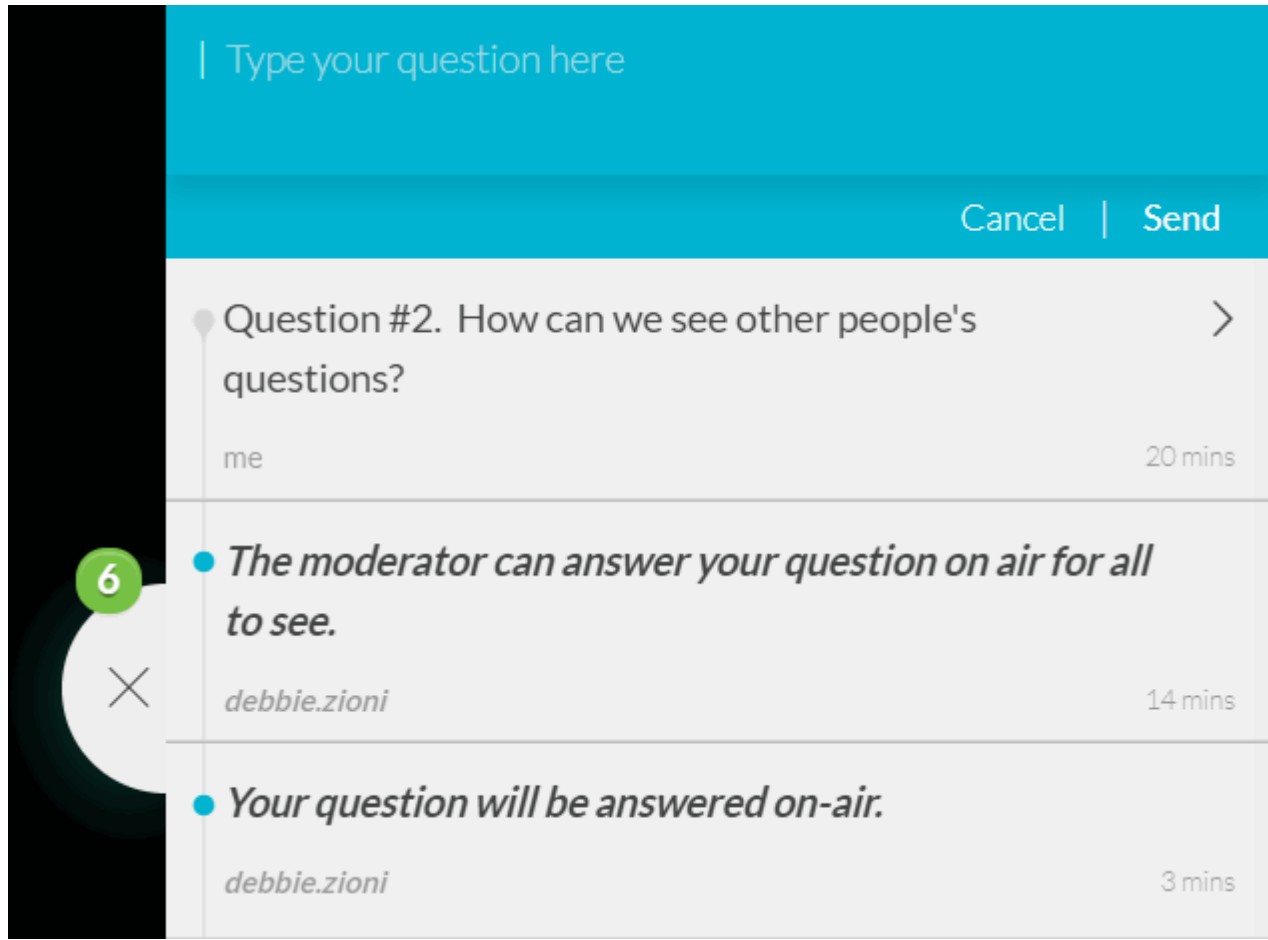 Type your question here
Cancel | Send
Question #2. How can we see other people's
questions?
me 20 mins
The moderator can answer your question on air for all
to see.
6
debbie.zioni 14 mins
Your question will be answered on-air.
debbie.zioni 3 mins